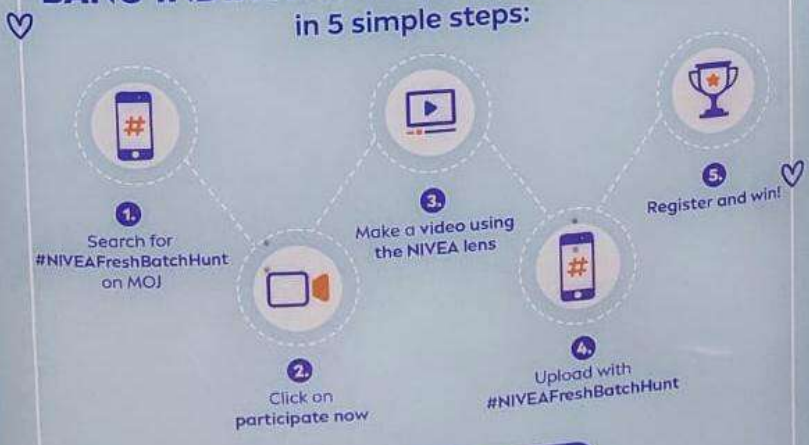 in 5 simple steps:
#
1.
Search for
#NIVEAFreshBatchHunt
on MOJ
2.
Click on
participate now
3.
Make a video using
the NIVEA lens
#
4.
Upload with
#NIVEAFreshBatchHunt
5.
Register and win!